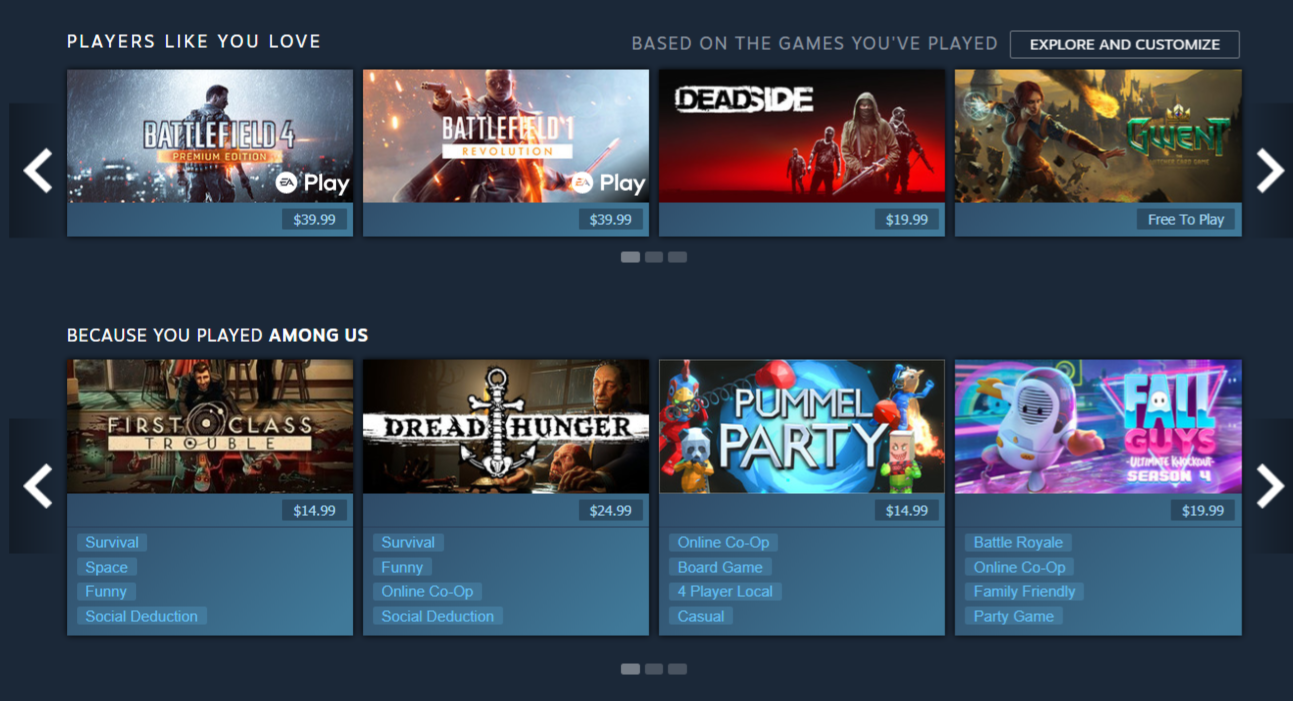 PLAYERS LIKE YOU LOVE
BASED ON THE GAMES YOU'VE PLAYED
EXPLORE AND CUSTOMIZE
BATTLEFIELD 4
PREMIUM EDITION
EA Play
$39.99
BATTLEFIELD 1
REVOLUTION
EA Play
$39.99
DEADSIDE
$19.99
GWENT
THE WITCHER CARD GAME
Free To Play
BECAUSE YOU PLAYED AMONG US
FIRST CLASS
TROUBLE
$14.99
Survival
Space
Funny
Social Deduction
DREAD HUNGER
$24.99
Survival
Funny
Online Co-Op
Social Deduction
PUMMEL
PARTY
$14.99
Online Co-Op
Board Game
4 Player Local
Casual
FALL
GUYS
ULTIMATE KNOCKOUT
SEASON 4
$19.99
Battle Royale
Online Co-Op
Family Friendly
Party Game